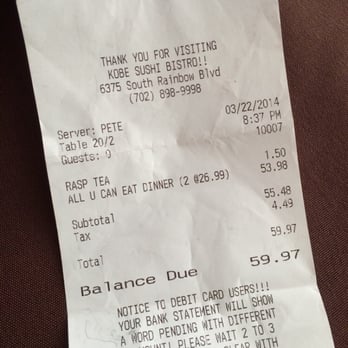 THANK YOU FOR VISITING
KOBE SUSHI BISTRO!!
6375 South Rainbow Blvd
(702) 898-9998
03/22/2014
Server: PETE 8:37 PM
Table 20/2 10007
Guests: 0
RASP TEA 1.50
ALL U CAN EAT DINNER (2 @26.99) 53.98
Subtotal 55.48
Tax 4.49
Total 59.97
Balance Due 59.97
NOTICE TO DEBIT CARD USERS!!!
YOUR BANK STATEMENT WILL SHOW
A WORD PENDING WITH DIFFERENT
PLEASE WAIT 2 TO 3
WITH